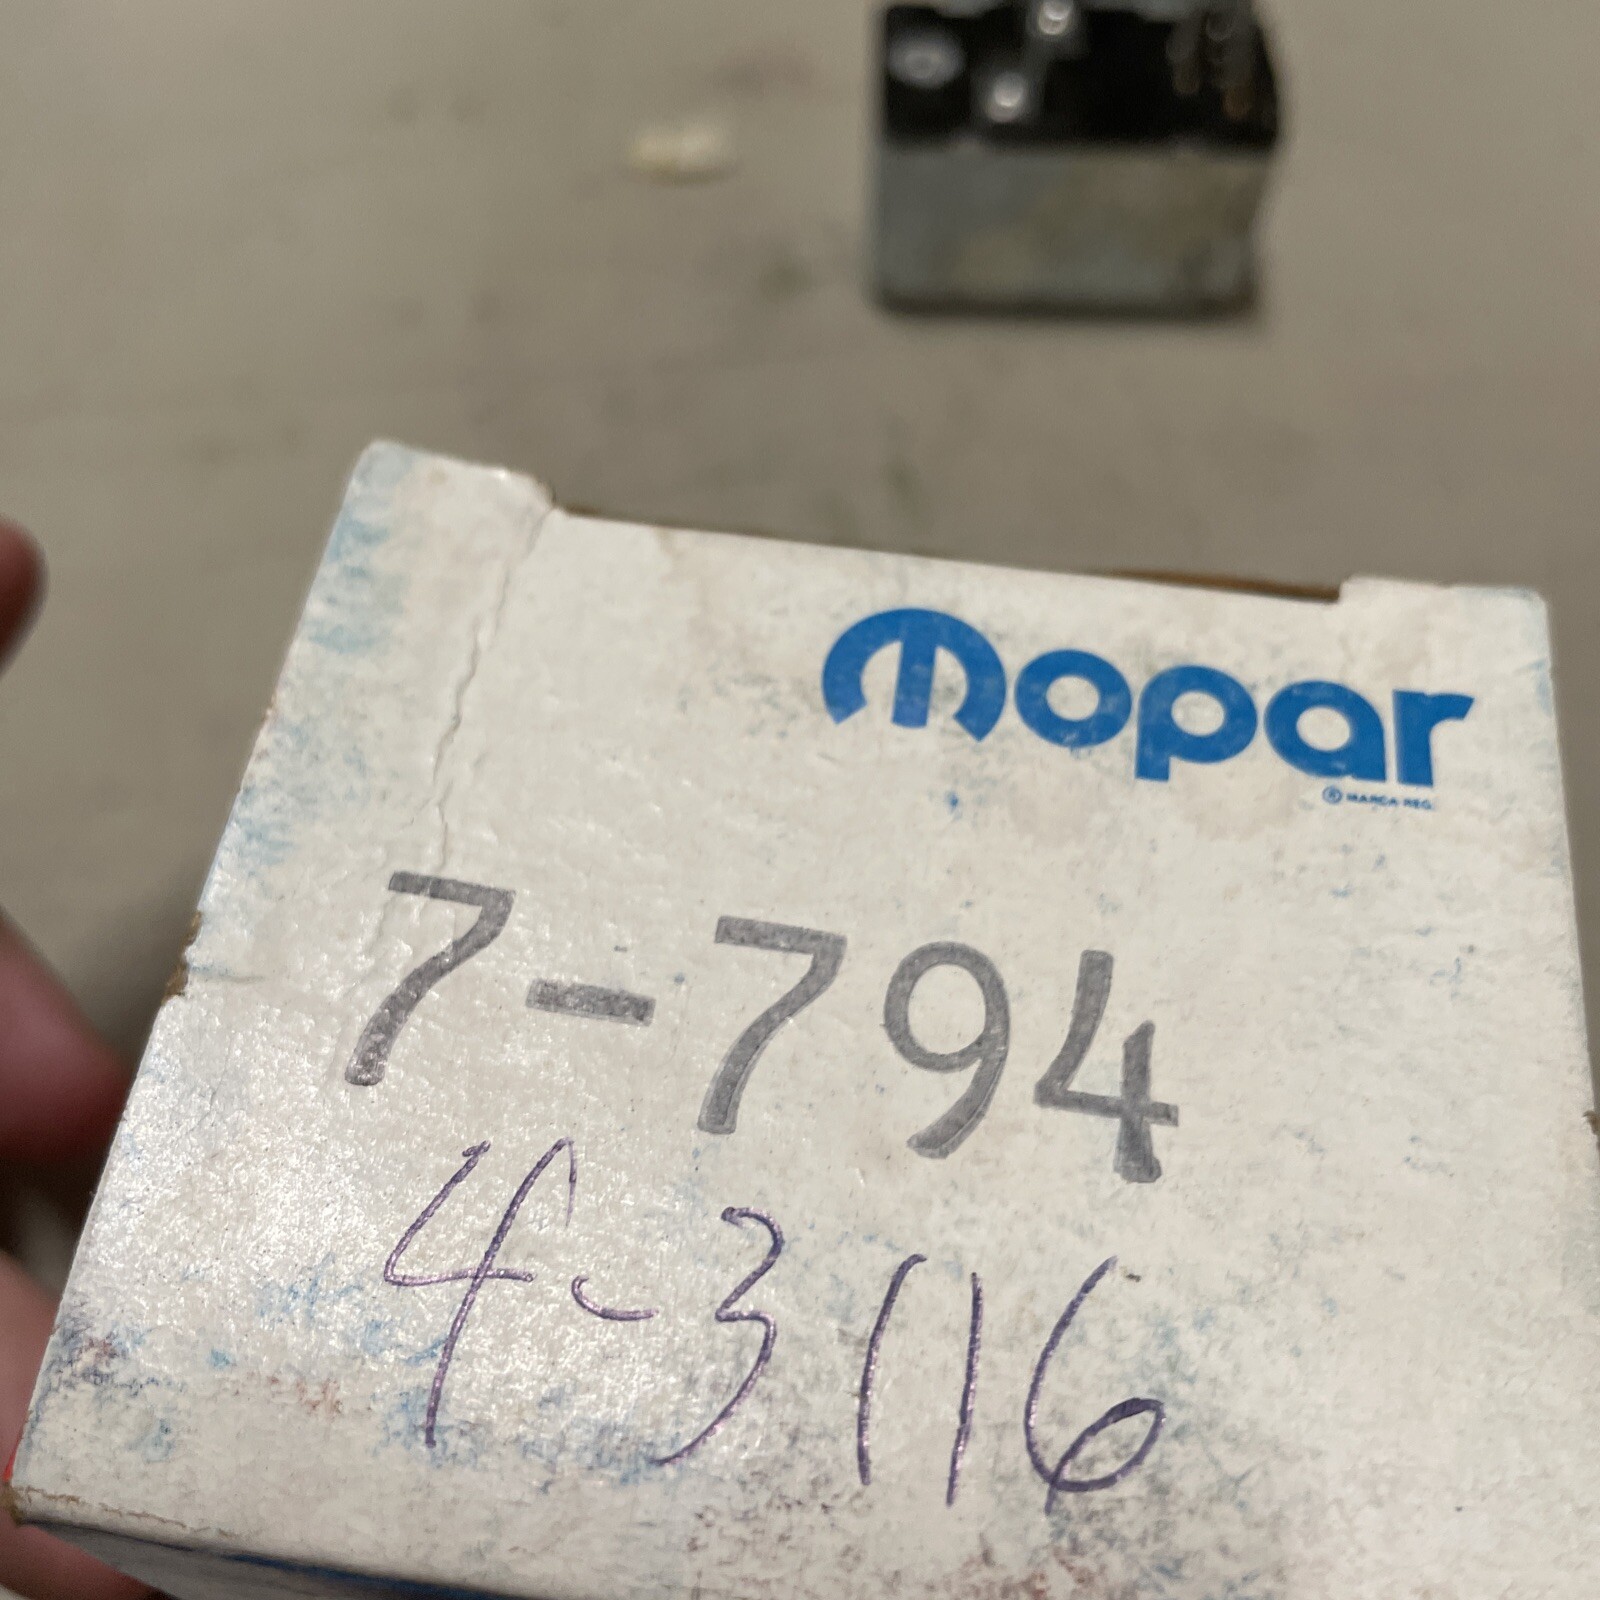 mopar
® MARCA REG.
7-794
4-3116